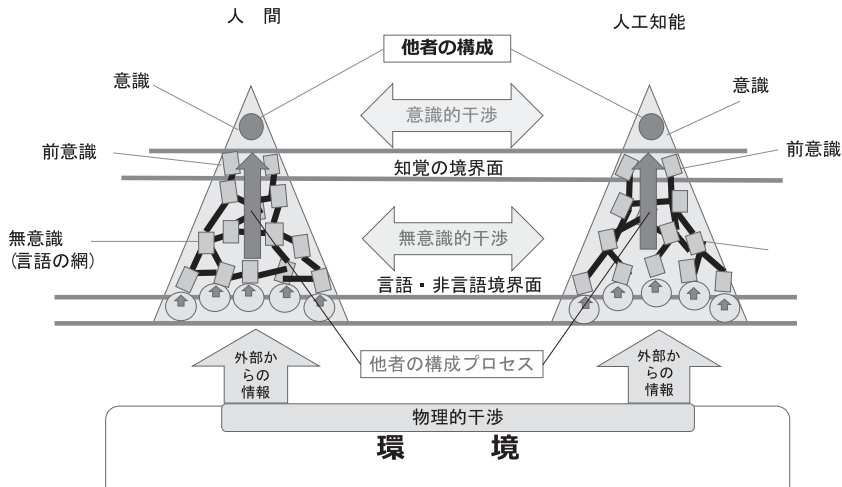 人　間
人工知能
他者の構成
意識
意識
意識的干渉
前意識
前意識
知覚の境界面
無意識
(言語の網)
無意識的干渉
言語・非言語境界面
外部か
らの
情報
他者の構成プロセス
外部か
らの
情報
物理的干渉
環　境